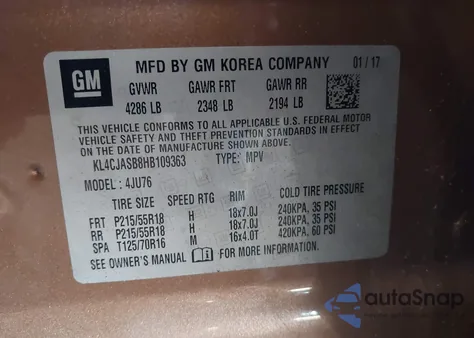 GM
MFD BY GM KOREA COMPANY 01 / 17
GVWR GAWR FRT GAWR RR
4286 LB 2348 LB 2194 LB
THIS VEHICLE CONFORMS TO ALL APPLICABLE U.S. FEDERAL MOTOR
VEHICLE SAFETY AND THEFT PREVENTION STANDARDS IN EFFECT ON
THE DATE OF MANUFACTURE SHOWN ABOVE.
KL4CJASB8HB109363 TYPE: MPV
MODEL : 4JU76
TIRE SIZE SPEED RTG RIM COLD TIRE PRESSURE
FRT P215/55R18 H 18x7.0J 240KPA, 35 PSI
RR P215/55R18 H 18x7.0J 240KPA, 35 PSI
SPA T125/70R16 M 16x4.0T 420KPA, 60 PSI
SEE OWNER'S MANUAL FOR MORE INFORMATION
autoSnap